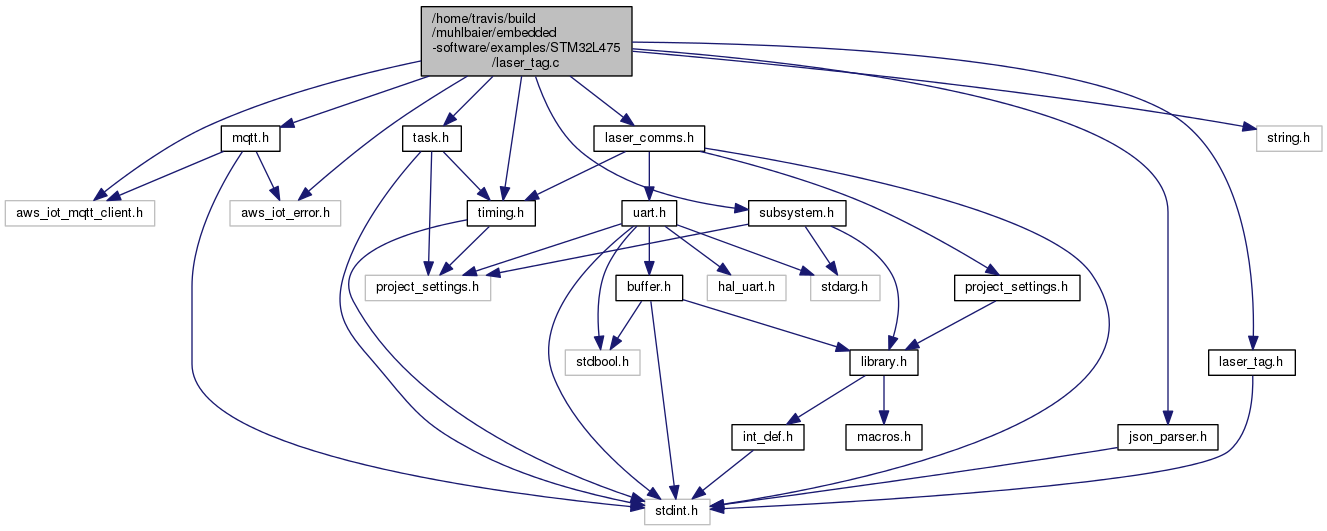 /home/travis/build
/muhlbaier/embedded
-software/examples/STM32L475
/laser_tag.c
mqtt.h
task.h
laser_comms.h
string.h
aws_iot_mqtt_client.h
aws_iot_error.h
timing.h
uart.h
subsystem.h
project_settings.h
buffer.h
hal_uart.h
stdarg.h
project_settings.h
stdbool.h
library.h
laser_tag.h
int_def.h
macros.h
json_parser.h
stdint.h